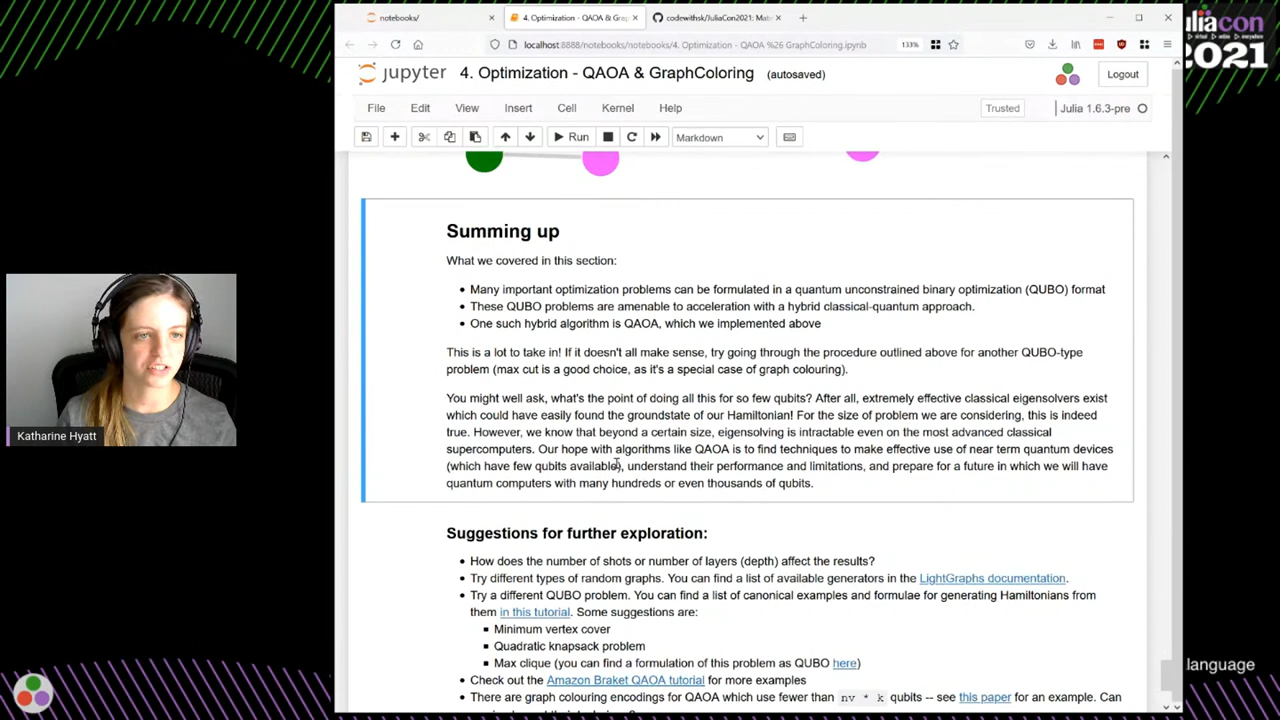 notebooks/
4. Optimization - QAOA & Gra
codewithsk/JuliaCon2021: Mate
localhost:8888/notebooks/notebooks/4. Optimization - QAOA %26 GraphColoring.ipynb
133%
juliacon
2021
jupyter
4. Optimization - QAOA & GraphColoring (autosaved)
Logout
File Edit View Insert Cell Kernel Help
Trusted
Julia 1.6.3-pre
Run
Markdown
Summing up
What we covered in this section:
• Many important optimization problems can be formulated in a quantum unconstrained binary optimization (QUBO) format
• These QUBO problems are amenable to acceleration with a hybrid classical-quantum approach.
• One such hybrid algorithm is QAOA, which we implemented above
This is a lot to take in! If it doesn't all make sense, try going through the procedure outlined above for another QUBO-type
problem (max cut is a good choice, as it's a special case of graph colouring).
You might well ask, what's the point of doing all this for so few qubits? After all, extremely effective classical eigensolvers exist
which could have easily found the groundstate of our Hamiltonian! For the size of problem we are considering, this is indeed
true. However, we know that beyond a certain size, eigensolving is intractable even on the most advanced classical
supercomputers. Our hope with algorithms like QAOA is to find techniques to make effective use of near term quantum devices
(which have few qubits available), understand their performance and limitations, and prepare for a future in which we will have
quantum computers with many hundreds or even thousands of qubits.
Katharine Hyatt
Suggestions for further exploration:
• How does the number of shots or number of layers (depth) affect the results?
• Try different types of random graphs. You can find a list of available generators in the LightGraphs documentation.
• Try a different QUBO problem. You can find a list of canonical examples and formulae for generating Hamiltonians from
them in this tutorial. Some suggestions are:
▪ Minimum vertex cover
▪ Quadratic knapsack problem
▪ Max clique (you can find a formulation of this problem as QUBO here)
• Check out the Amazon Braket QAOA tutorial for more examples
• There are graph colouring encodings for QAOA which use fewer than nv * k qubits -- see this paper for an example. Can
language